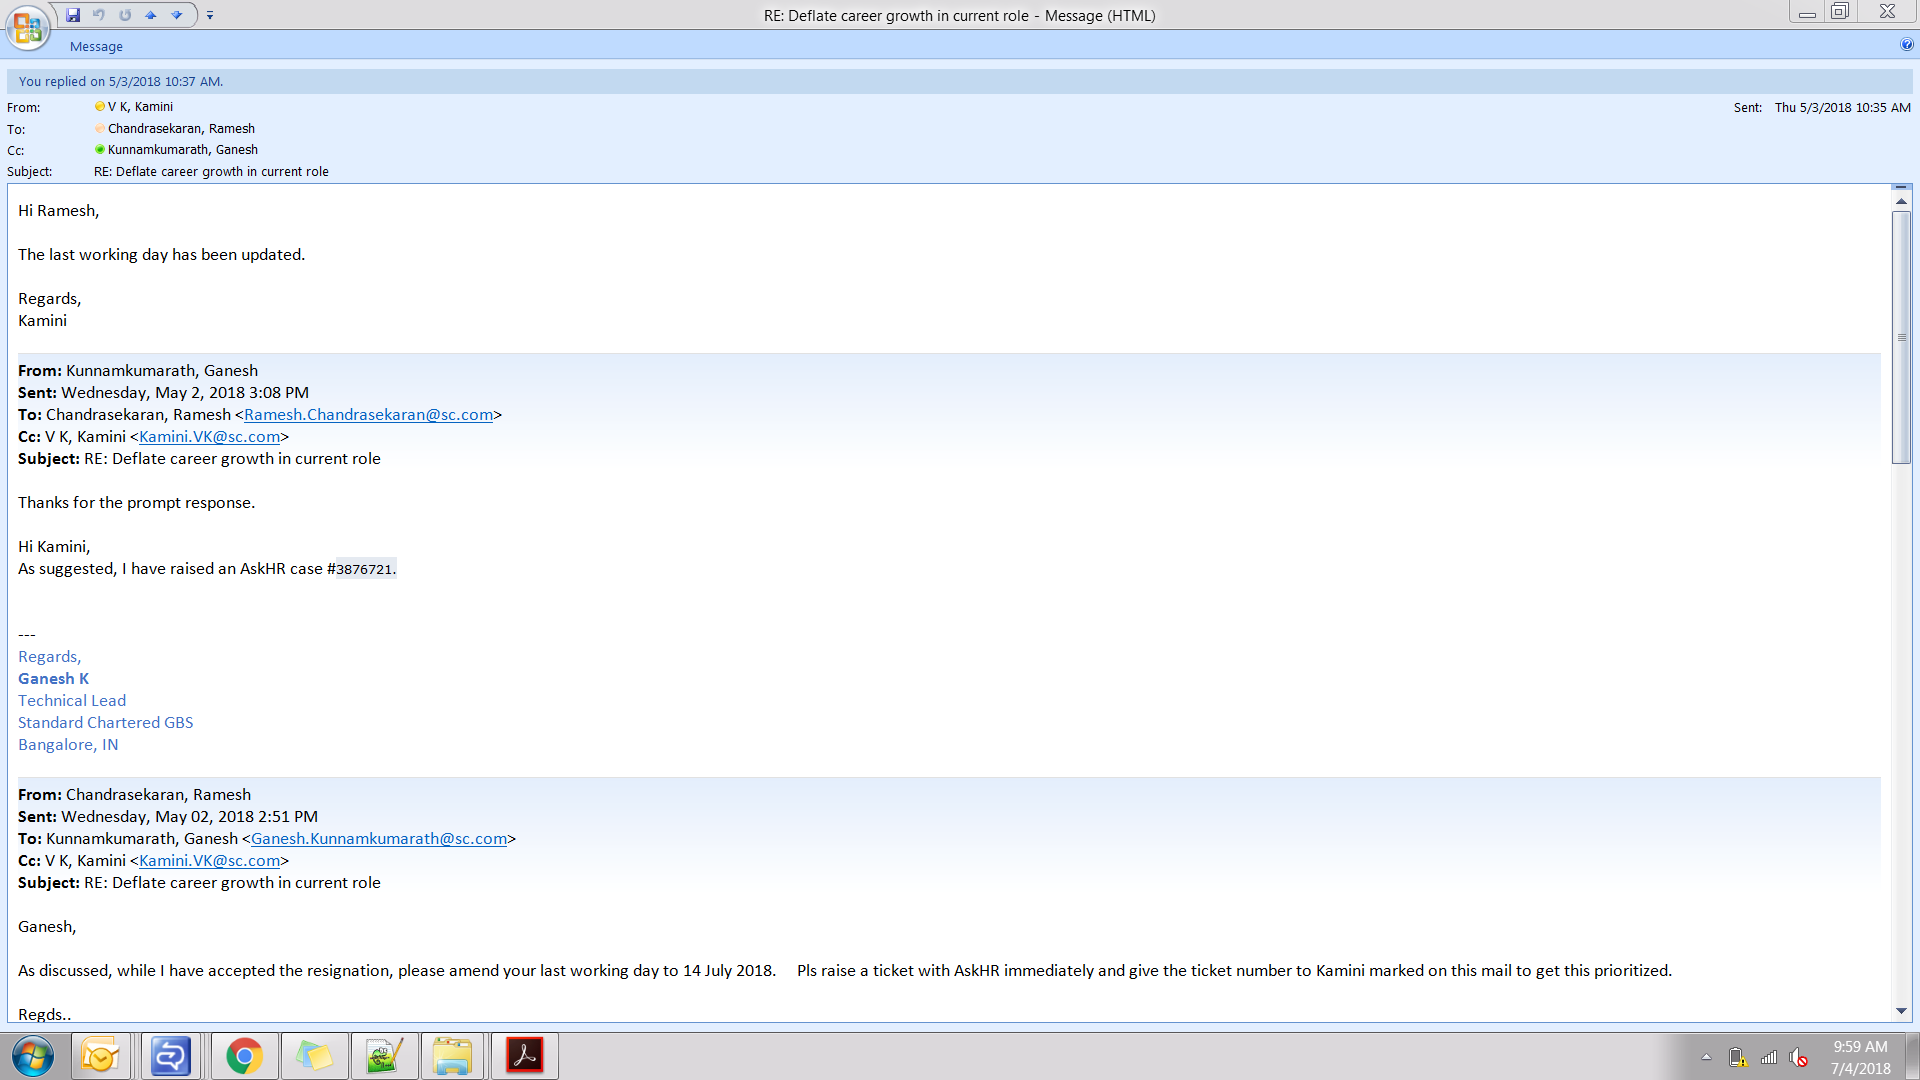 RE: Deflate career growth in current role - Message (HTML)
Message
You replied on 5/3/2018 10:37 AM.
From: V K, Kamini
Sent: Thu 5/3/2018 10:35 AM
To: Chandrasekaran, Ramesh
Cc: Kunnamkumarath, Ganesh
Subject: RE: Deflate career growth in current role
Hi Ramesh,
The last working day has been updated.
Regards,
Kamini
From: Kunnamkumarath, Ganesh
Sent: Wednesday, May 2, 2018 3:08 PM
To: Chandrasekaran, Ramesh <Ramesh.Chandrasekaran@sc.com>
Cc: V K, Kamini <Kamini.VK@sc.com>
Subject: RE: Deflate career growth in current role
Thanks for the prompt response.
Hi Kamini,
As suggested, I have raised an AskHR case #3876721.
---
Regards,
Ganesh K
Technical Lead
Standard Chartered GBS
Bangalore, IN
From: Chandrasekaran, Ramesh
Sent: Wednesday, May 02, 2018 2:51 PM
To: Kunnamkumarath, Ganesh <Ganesh.Kunnamkumarath@sc.com>
Cc: V K, Kamini <Kamini.VK@sc.com>
Subject: RE: Deflate career growth in current role
Ganesh,
As discussed, while I have accepted the resignation, please amend your last working day to 14 July 2018. Pls raise a ticket with AskHR immediately and give the ticket number to Kamini marked on this mail to get this prioritized.
Regds..
9:59 AM
7/4/2018